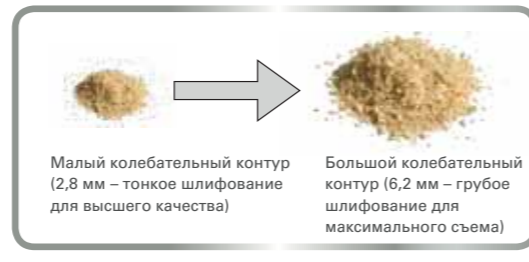 Малый колебательный контур
(2,8 мм – тонкое шлифование
для высшего качества)
Большой колебательный
контур (6,2 мм – грубое
шлифование для
максимального съема)